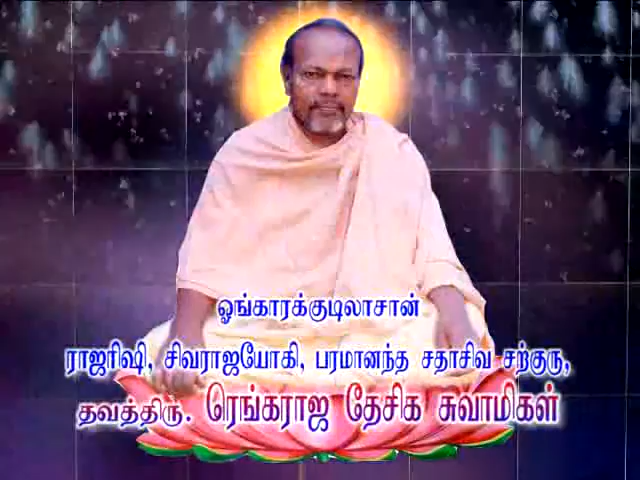 ஓங்காரக்குடிலாசான்
ராஜரிஷி, சிவராஜயோகி, பரமானந்த சதாசிவ சற்குரு,
தவத்திரு. ரெங்கராஜ தேசிக சுவாமிகள்